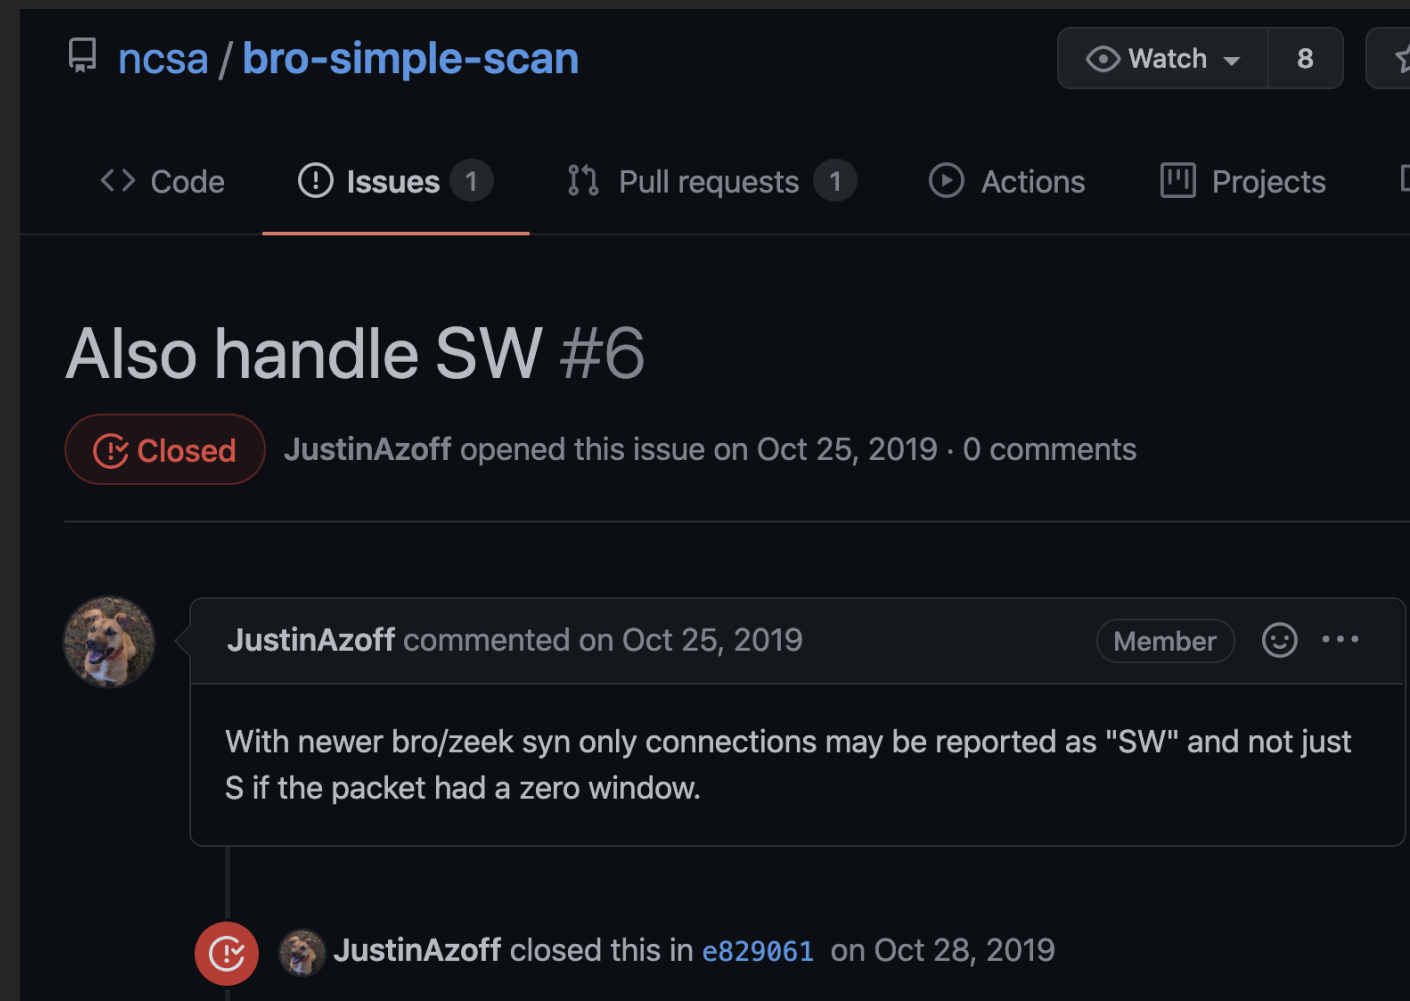 ncsa / bro-simple-scan
Watch 8
Code Issues 1 Pull requests 1 Actions Projects
Also handle SW #6
Closed JustinAzoff opened this issue on Oct 25, 2019 · 0 comments
JustinAzoff commented on Oct 25, 2019 Member ...
With newer bro/zeek syn only connections may be reported as "SW" and not just
S if the packet had a zero window.
JustinAzoff closed this in e829061 on Oct 28, 2019